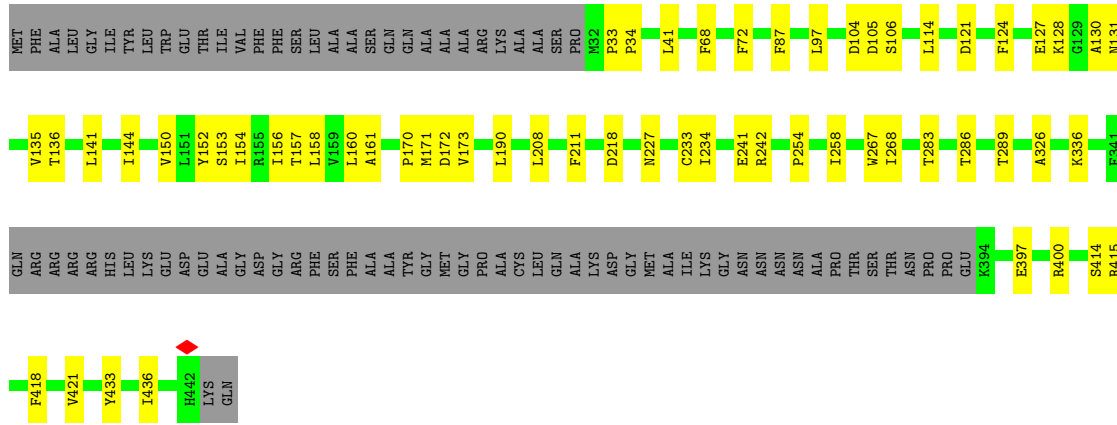 MET PHE ALA LEU GLY ILE TYR LEU TRP GLU THR ILE VAL PHE PHE SER LEU ALA ALA SER GLN GLN ALA ALA ALA ARG LYS ALA ALA SER PRO M32 P33 P34 L41 F68 F72 F87 L97 D104 D105 S106 L114 D121 F124 E127 K128 G129 A130 N131
V135 T136 L141 I144 V150 L151 Y152 S153 I154 R155 I156 T157 L158 V159 L160 A161 P170 M171 D172 V173 L190 L208 F211 D218 N227 C233 I234 E241 R242 P254 I258 W267 I268 T283 T286 T289 A326 K336 E341
GLN ARG ARG ARG ARG HIS LEU LYS GLU ASP GLU ALA GLY ASP GLY ARG PHE SER PHE ALA ALA TYR GLY MET GLY PRO ALA CYS LEU GLN ALA LYS ASP GLY MET ALA ILE LYS GLY ASN ASN ASN ASN ALA PRO THR SER THR ASN PRO PRO GLU K394 E397 R400 S414 R415
F418 V421 Y433 I436 H442 LYS GLN